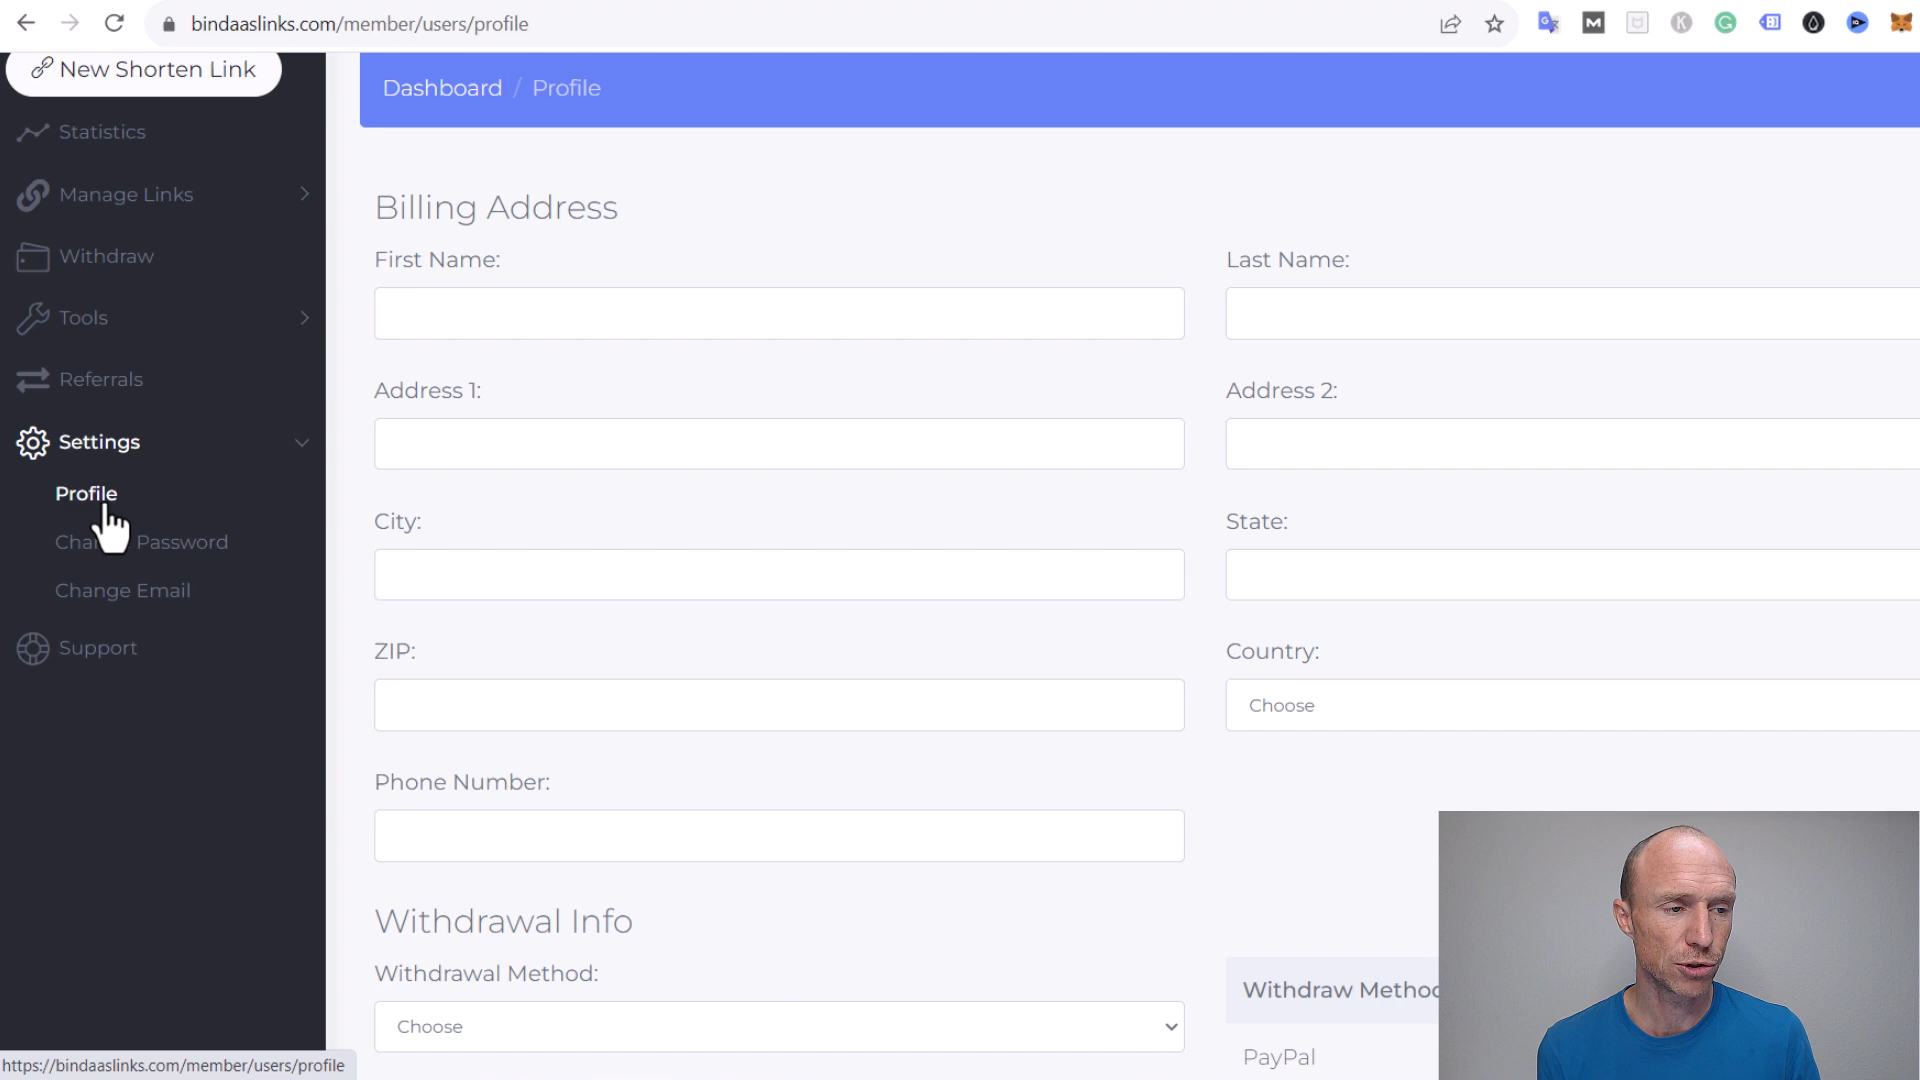 bindaaslinks.com/member/users/profile
New Shorten Link
Dashboard / Profile
Statistics
Manage Links
Billing Address
Withdraw
First Name:
Last Name:
Tools
Referrals
Address 1:
Address 2:
Settings
Profile
City:
State:
Password
Change Email
Support
ZIP:
Country:
Choose
Phone Number:
Withdrawal Info
Withdrawal Method:
Withdraw
Choose
PayPal
https://bindaaslinks.com/member/users/profile